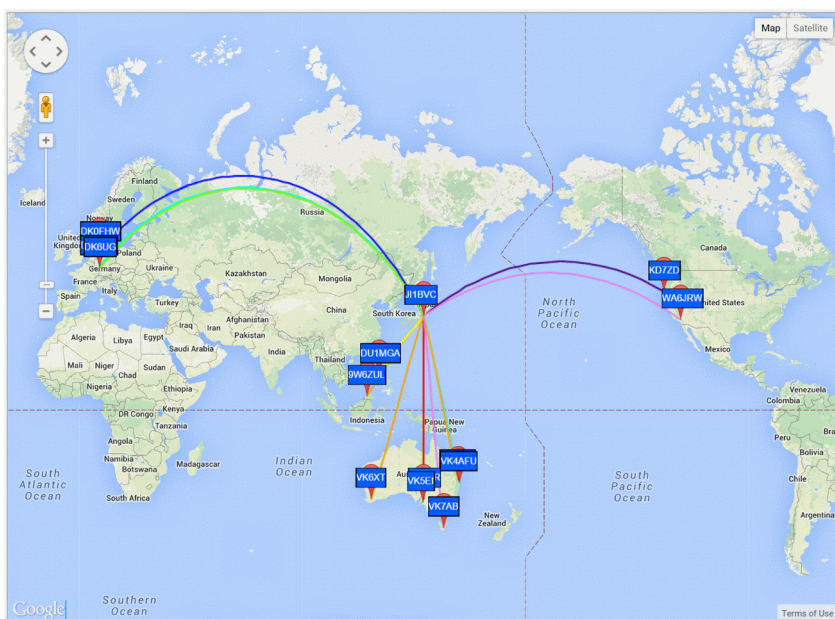 Map Satellite
Iceland
Finland
Sweden
Norway
Russia
DK0FHW
United
Kingdom
DK6UG
Poland
Germany
Ukraine
France
Italy
Spain
Kazakhstan
Mongolia
Turkey
China
South Korea
JI1BVC
Canada
KD7ZD
WA6JRW
United States
North
Pacific
Ocean
Mexico
Algeria
Libya
Egypt
Iraq
Iran
Afghanistan
Pakistan
Saudi Arabia
India
Thailand
DU1MGA
9W6ZUL
Mali
Niger
Chad
Sudan
Nigeria
Ethiopia
Kenya
DR Congo
Tanzania
Angola
Namibia
Botswana
Madagascar
South Africa
Indonesia
Papua New
Guinea
Venezuela
Colombia
Peru
Bolivia
Chile
Argentina
Bra
South
Atlantic
Ocean
Indian
Ocean
South
Pacific
Ocean
VK6XT
VK5EI
R
VK4AFU
VK7AB
Au
New
Zealand
Southern
Ocean
Google
Terms of Use